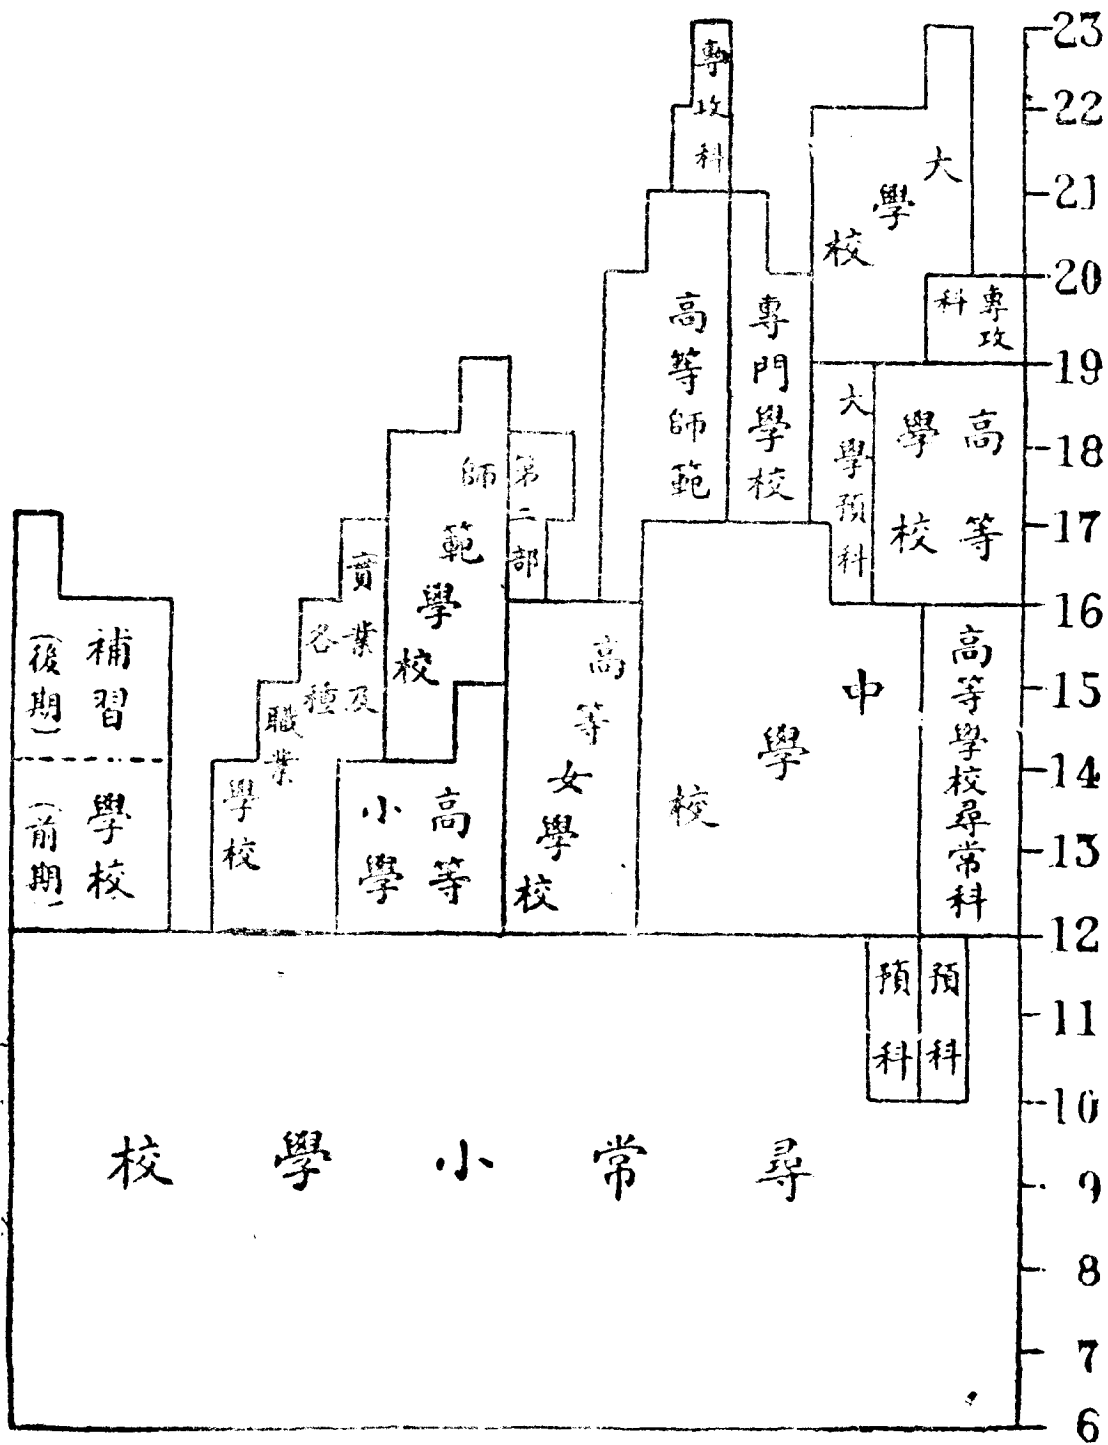 23
22
21
20
19
18
17
16
15
14
13
12
11
10
9
8
7
6
大學校
專攻科
高等學校
大學預科
專攻科
專門學校
高等師範
高等學校尋常科
中學校
高等女學校
第二部
師範學校
高等小學
實業及各種職業學校
補習學校
(後期)
(前期)
預科
預科
尋常小學校